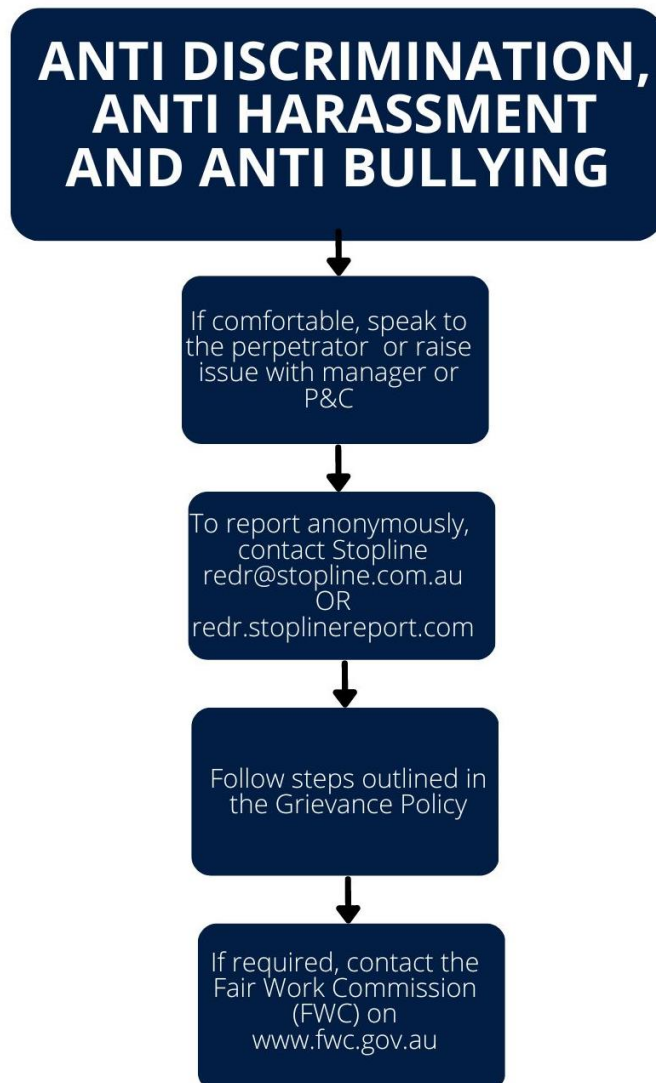 ANTI DISCRIMINATION,
ANTI HARASSMENT
AND ANTI BULLYING
If comfortable, speak to
the perpetrator or raise
issue with manager or
P&C
To report anonymously,
contact Stopline
redr@stopline.com.au
OR
redr.stoplinereport.com
Follow steps outlined in
the Grievance Policy
If required, contact the
Fair Work Commission
(FWC) on
www.fwc.gov.au